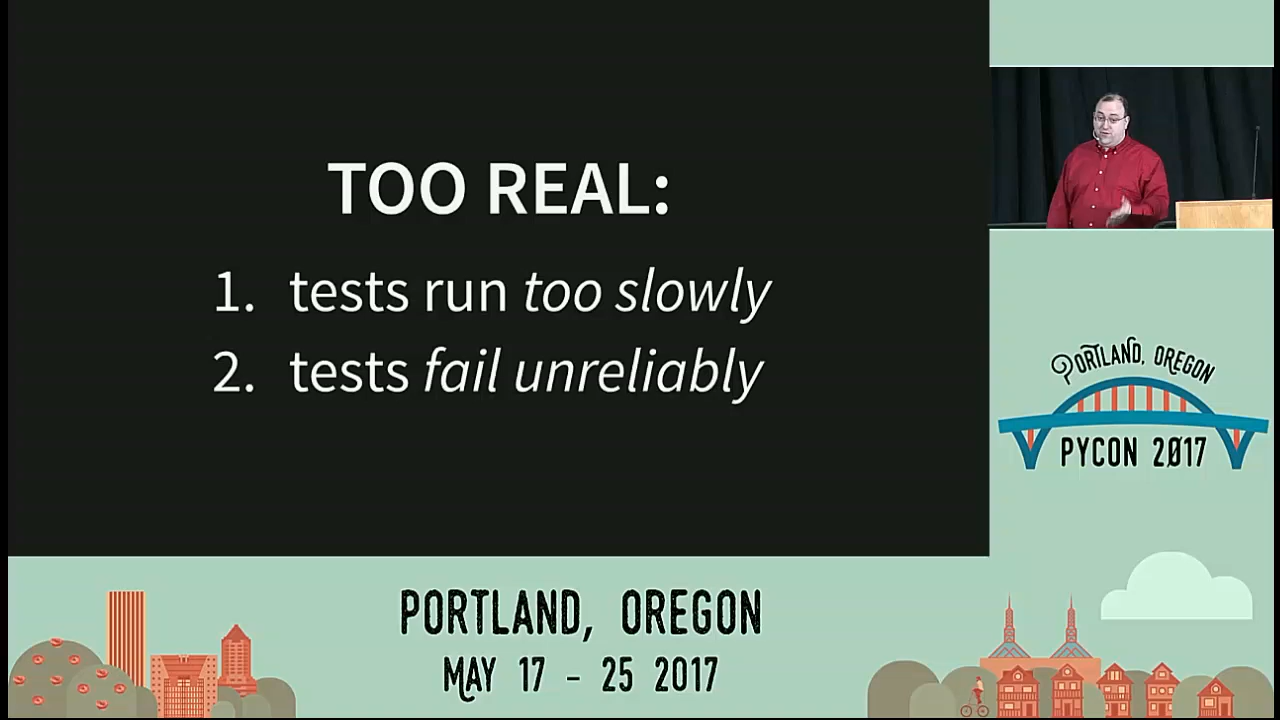 TOO REAL:
1. tests run too slowly
2. tests fail unreliably
PORTLAND, OREGON
PYCON 2017
PORTLAND, OREGON
MAY 17 - 25 2017